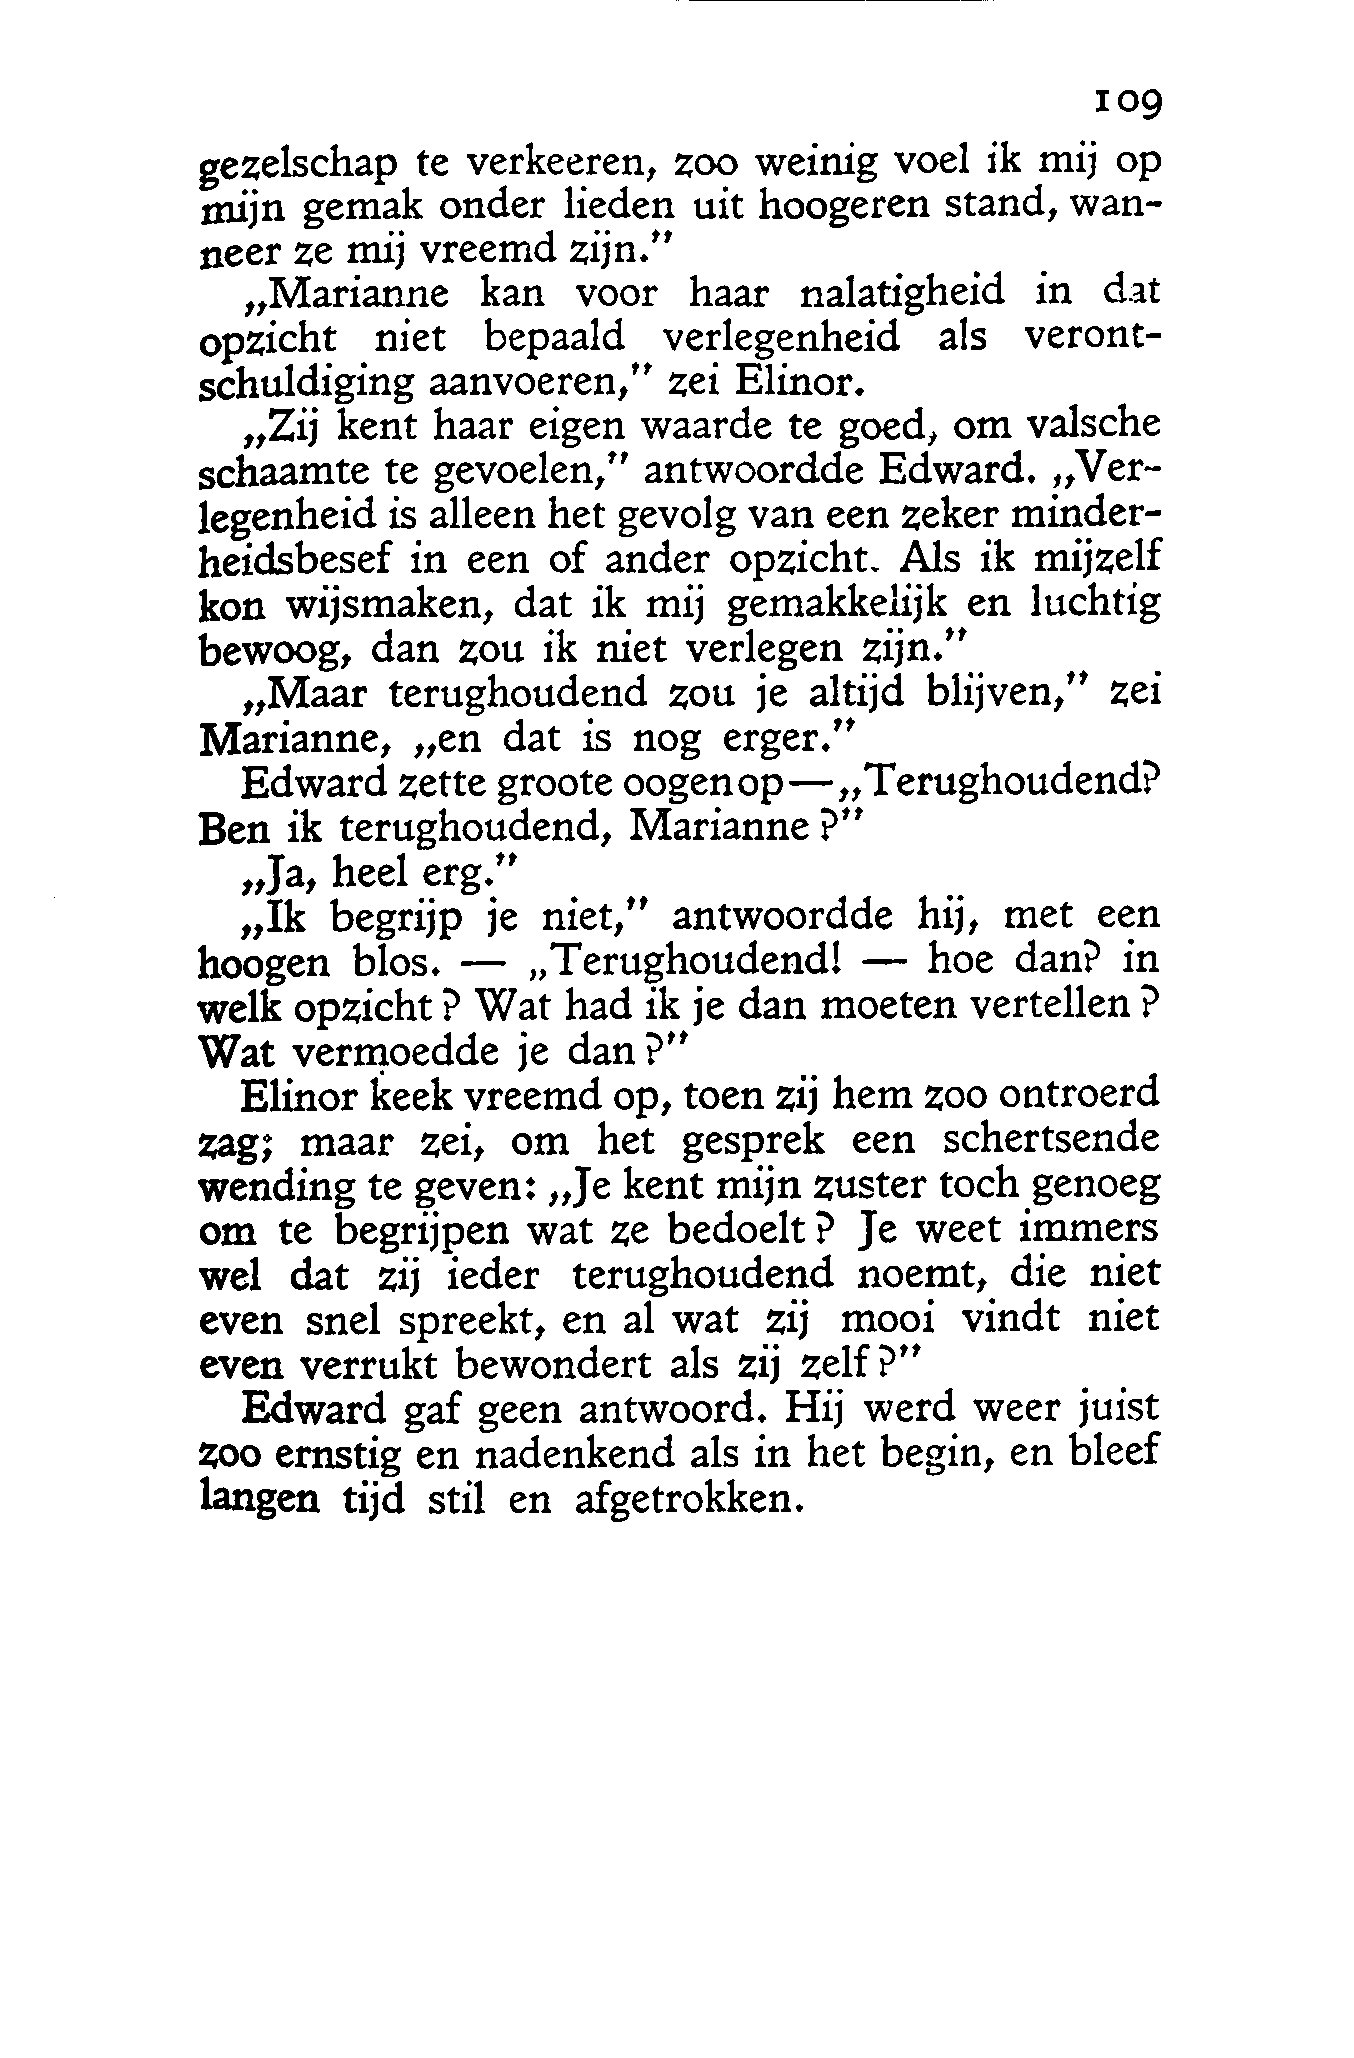 109
gezelschap te verkeeren, zoo weinig voel ik mij op
mijn gemak onder lieden uit hoogeren stand, wan-
neer ze mij vreemd zijn.”
„Marianne kan voor haar nalatigheid in dat
opzicht niet bepaald verlegenheid als veront-
schuldiging aanvoeren,” zei Elinor.
„Zij kent haar eigen waarde te goed, om valsche
schaamte te gevoelen,” antwoordde Edward. „Ver-
legenheid is alleen het gevolg van een zeker minder-
heidsbesef in een of ander opzicht. Als ik mijzelf
kon wijsmaken, dat ik mij gemakkelijk en luchtig
bewoog, dan zou ik niet verlegen zijn.”
„Maar terughoudend zou je altijd blijven,” zei
Marianne, „en dat is nog erger.”
Edward zette groote oogen op—„Terughoudend?
Ben ik terughoudend, Marianne?”
„Ja, heel erg.”
„Ik begrijp je niet,” antwoordde hij, met een
hoogen blos. — „Terughoudend! — hoe dan? in
welk opzicht? Wat had ik je dan moeten vertellen?
Wat vermoedde je dan?”
Elinor keek vreemd op, toen zij hem zoo ontroerd
zag; maar zei, om het gesprek een schertsende
wending te geven: „Je kent mijn zuster toch genoeg
om te begrijpen wat ze bedoelt? Je weet immers
wel dat zij ieder terughoudend noemt, die niet
even snel spreekt, en al wat zij mooi vindt niet
even verrukt bewondert als zij zelf?”
Edward gaf geen antwoord. Hij werd weer juist
zoo ernstig en nadenkend als in het begin, en bleef
langen tijd stil en afgetrokken.